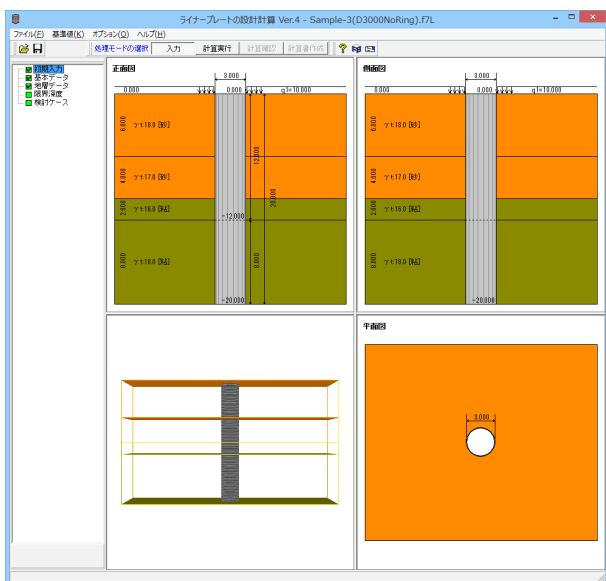 ライナープレートの設計計算 Ver.4 - Sample-3(D3000NoRing).f7L
ファイル(F) 基準値(K) オプション(O) ヘルプ(H)
処理モードの選択 入力 計算実行 計算確認 計算書作成
初期入力
基本データ
地層データ
限界深度
検討ケース
正面図
3.000
0.000 0.000 q1=10.000
6.000 γt:18.0 [砂]
12.000
4.000 γt:17.0 [砂]
20.000
2.000 γt:16.0 [粘]
-12.000
8.000 γt:18.0 [粘] 8.000
-20.000
側面図
3.000
0.000 0.000 q1=10.000
6.000 γt:18.0 [砂]
4.000 γt:17.0 [砂]
2.000 γt:16.0 [粘]
8.000 γt:18.0 [粘]
-20.000
平面図
3.000